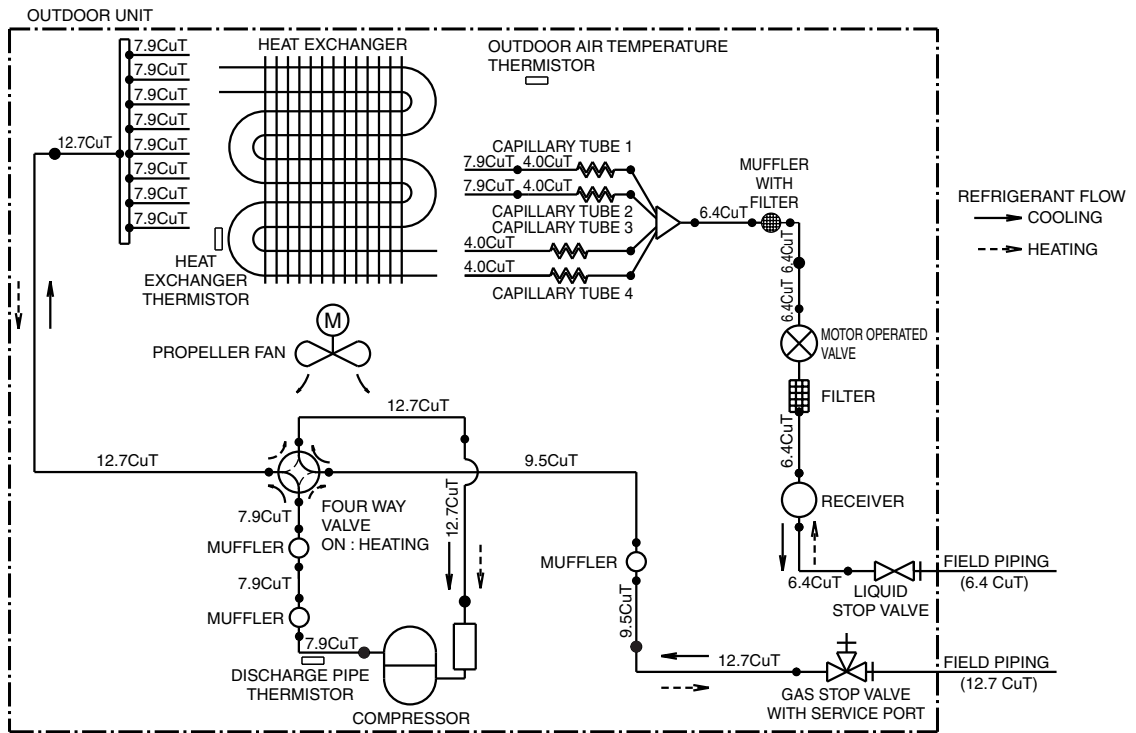 OUTDOOR UNIT
7.9CuT
7.9CuT
7.9CuT
7.9CuT
7.9CuT
7.9CuT
7.9CuT
7.9CuT
12.7CuT
HEAT EXCHANGER
OUTDOOR AIR TEMPERATURE
THERMISTOR
CAPILLARY TUBE 1
7.9CuT
4.0CuT
7.9CuT
4.0CuT
CAPILLARY TUBE 2
CAPILLARY TUBE 3
4.0CuT
4.0CuT
CAPILLARY TUBE 4
6.4CuT
MUFFLER
WITH
FILTER
6.4CuT
6.4CuT
REFRIGERANT FLOW
COOLING
HEATING
HEAT
EXCHANGER
THERMISTOR
M
PROPELLER FAN
MOTOR OPERATED
VALVE
FILTER
6.4CuT
RECEIVER
12.7CuT
12.7CuT
9.5CuT
12.7CuT
FOUR WAY
VALVE
ON : HEATING
7.9CuT
MUFFLER
7.9CuT
MUFFLER
7.9CuT
DISCHARGE PIPE
THERMISTOR
COMPRESSOR
MUFFLER
9.5CuT
6.4CuT
LIQUID
STOP VALVE
FIELD PIPING
(6.4 CuT)
12.7CuT
GAS STOP VALVE
WITH SERVICE PORT
FIELD PIPING
(12.7 CuT)